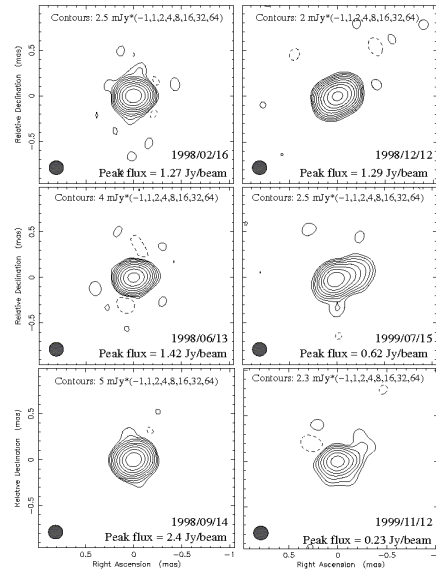 Contours: 2.5 mJy*(-1,1,2,4,8,16,32,64)
0.5
0
-0.5
Relative Declination (mas)
1998/02/16
Peak flux = 1.27 Jy/beam
Contours: 2 mJy*(-1,1,2,4,8,16,32,64)
1998/12/12
Peak flux = 1.29 Jy/beam
Contours: 4 mJy*(-1,1,2,4,8,16,32,64)
0.5
0
-0.5
Relative Declination (mas)
1998/06/13
Peak flux = 1.42 Jy/beam
Contours: 2.5 mJy*(-1,1,2,4,8,16,32,64)
1999/07/15
Peak flux = 0.62 Jy/beam
Contours: 5 mJy*(-1,1,2,4,8,16,32,64)
0.5
0
-0.5
Relative Declination (mas)
1998/09/14
Peak flux = 2.4 Jy/beam
0.5 0 -0.5 -1
Right Ascension (mas)
Contours: 2.3 mJy*(-1,1,2,4,8,16,32,64)
1999/11/12
Peak flux = 0.23 Jy/beam
0.5 0 -0.5 -1
Right Ascension (mas)